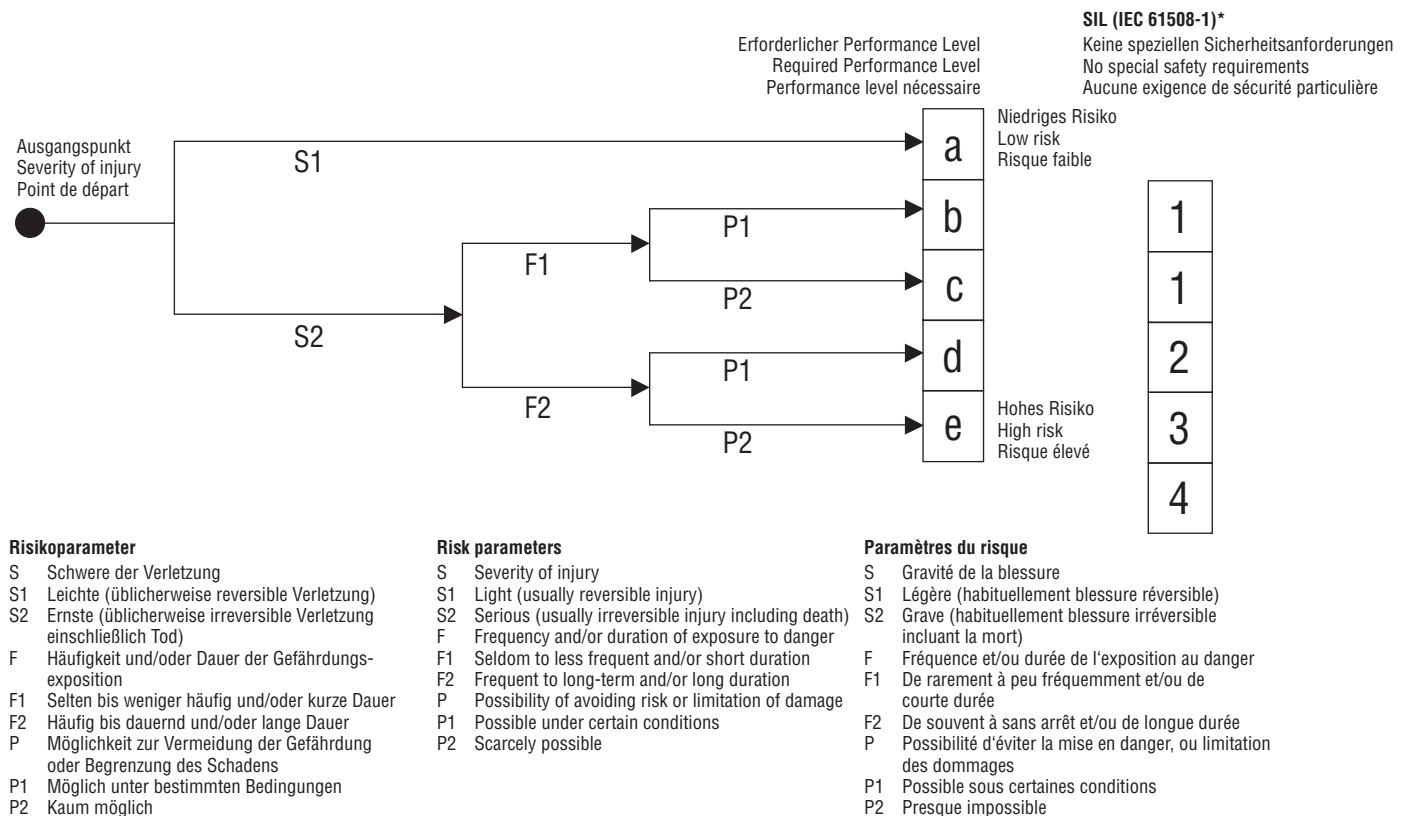 SIL (IEC 61508-1)*
Erforderlicher Performance Level
Required Performance Level
Performance level nécessaire
Keine speziellen Sicherheitsanforderungen
No special safety requirements
Aucune exigence de sécurité particulière
Ausgangspunkt
Severity of injury
Point de départ
S1
a
Niedriges Risiko
Low risk
Risque faible
P1
b
1
F1
P2
c
1
S2
P1
d
2
F2
P2
e
Hohes Risiko
High risk
Risque élevé
3
4
Risikoparameter
S Schwere der Verletzung
S1 Leichte (üblicherweise reversible Verletzung)
S2 Ernste (üblicherweise irreversible Verletzung
einschließlich Tod)
F Häufigkeit und/oder Dauer der Gefährdungs-
exposition
F1 Selten bis weniger häufig und/oder kurze Dauer
F2 Häufig bis dauernd und/oder lange Dauer
P Möglichkeit zur Vermeidung der Gefährdung
oder Begrenzung des Schadens
P1 Möglich unter bestimmten Bedingungen
P2 Kaum möglich
Risk parameters
S Severity of injury
S1 Light (usually reversible injury)
S2 Serious (usually irreversible injury including death)
F Frequency and/or duration of exposure to danger
F1 Seldom to less frequent and/or short duration
F2 Frequent to long-term and/or long duration
P Possibility of avoiding risk or limitation of damage
P1 Possible under certain conditions
P2 Scarcely possible
Paramètres du risque
S Gravité de la blessure
S1 Légère (habituellement blessure réversible)
S2 Grave (habituellement blessure irréversible
incluant la mort)
F Fréquence et/ou durée de l‘exposition au danger
F1 De rarement à peu fréquemment et/ou de
courte durée
F2 De souvent à sans arrêt et/ou de longue durée
P Possibilité d‘éviter la mise en danger, ou limitation
des dommages
P1 Possible sous certaines conditions
P2 Presque impossible